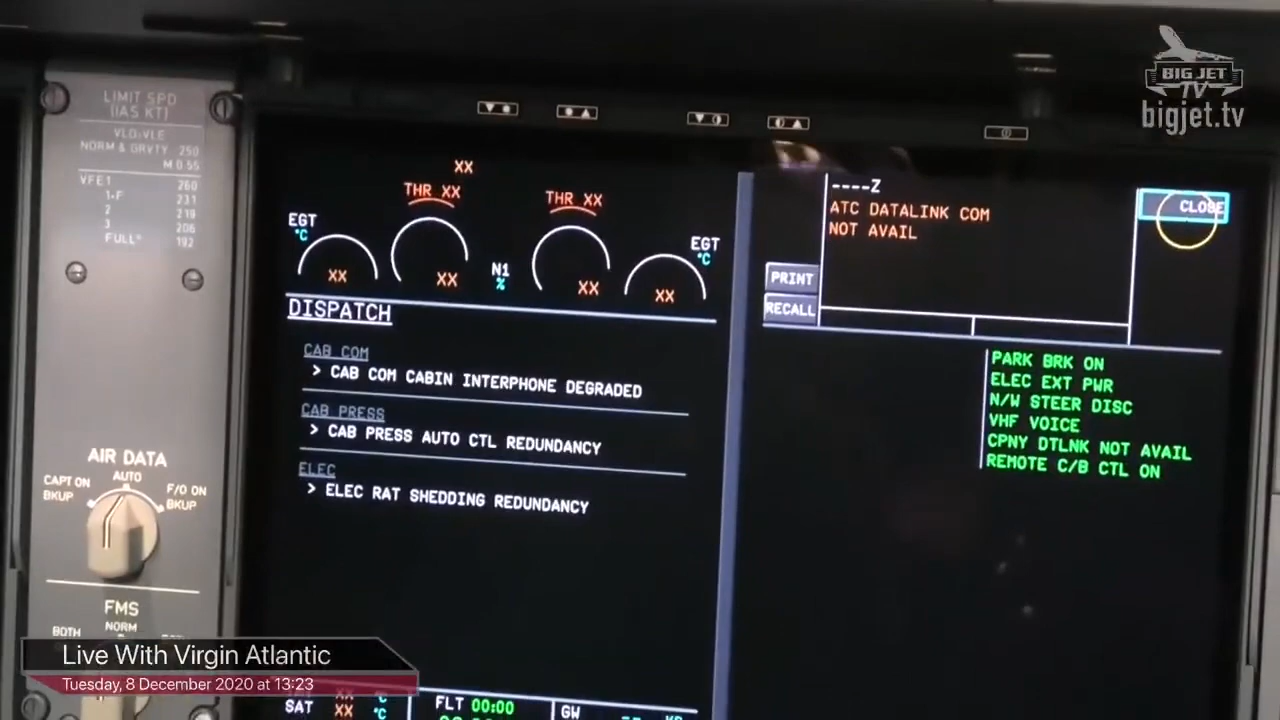 BIG JET
TV
bigjet.tv
LIMIT SPD
(IAS KT)
VLO=VLE
NORM & GRVTY 250
M 0.55
VFE 1 260
1+F 231
2 219
3 206
FULL* 192
AIR DATA
CAPT ON
BKUP
AUTO
F/O ON
BKUP
FMS
BOTH
NORM
XX
THR XX
THR XX
EGT
°C
XX
XX
N1
%
XX
EGT
°C
XX
DISPATCH
CAB COM
> CAB COM CABIN INTERPHONE DEGRADED
CAB PRESS
> CAB PRESS AUTO CTL REDUNDANCY
ELEC
> ELEC RAT SHEDDING REDUNDANCY
XX °C
SAT XX °C
FLT 00:00
GW
----Z
ATC DATALINK COM
NOT AVAIL
CLOSE
PRINT
RECALL
PARK BRK ON
ELEC EXT PWR
N/W STEER DISC
VHF VOICE
CPNY DTLNK NOT AVAIL
REMOTE C/B CTL ON
Live With Virgin Atlantic
Tuesday, 8 December 2020 at 13:23